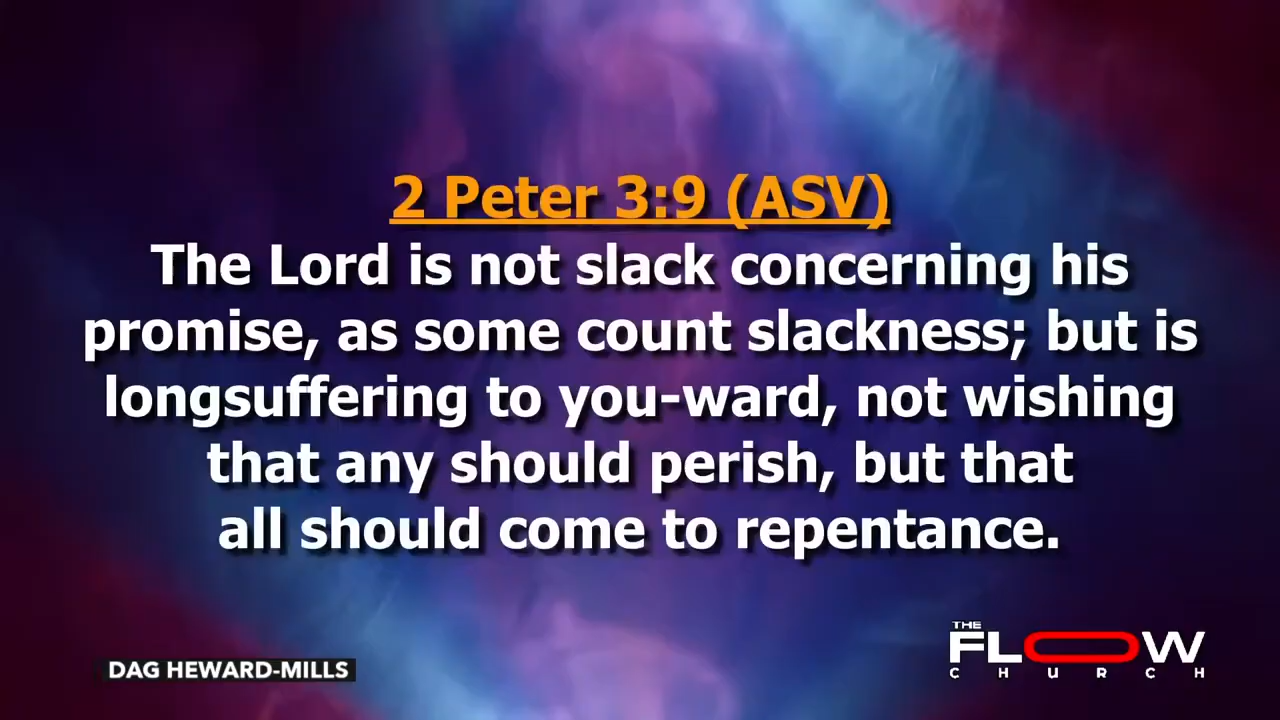 2 Peter 3:9 (ASV)
The Lord is not slack concerning his
promise, as some count slackness; but is
longsuffering to you-ward, not wishing
that any should perish, but that
all should come to repentance.
DAG HEWARD-MILLS
THE
FLOW
CHURCH